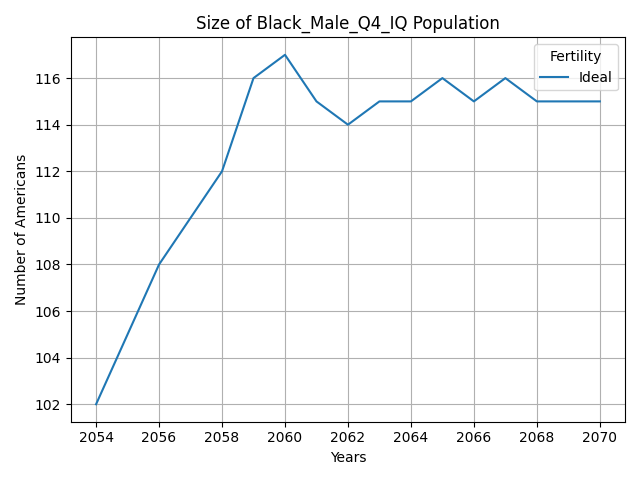 Size of Black_Male_Q4_IQ Population
Fertility
Ideal
Number of Americans
116
114
112
110
108
106
104
102
2054 2056 2058 2060 2062 2064 2066 2068 2070
Years